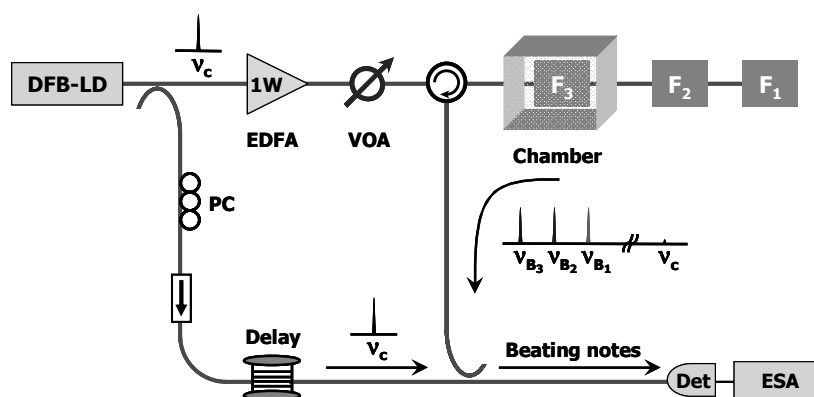 ν_c
DFB-LD
1W
EDFA
VOA
F_3
F_2
F_1
Chamber
PC
ν_B3 ν_B2 ν_B1 ν_c
Delay
ν_c
Beating notes
Det
ESA